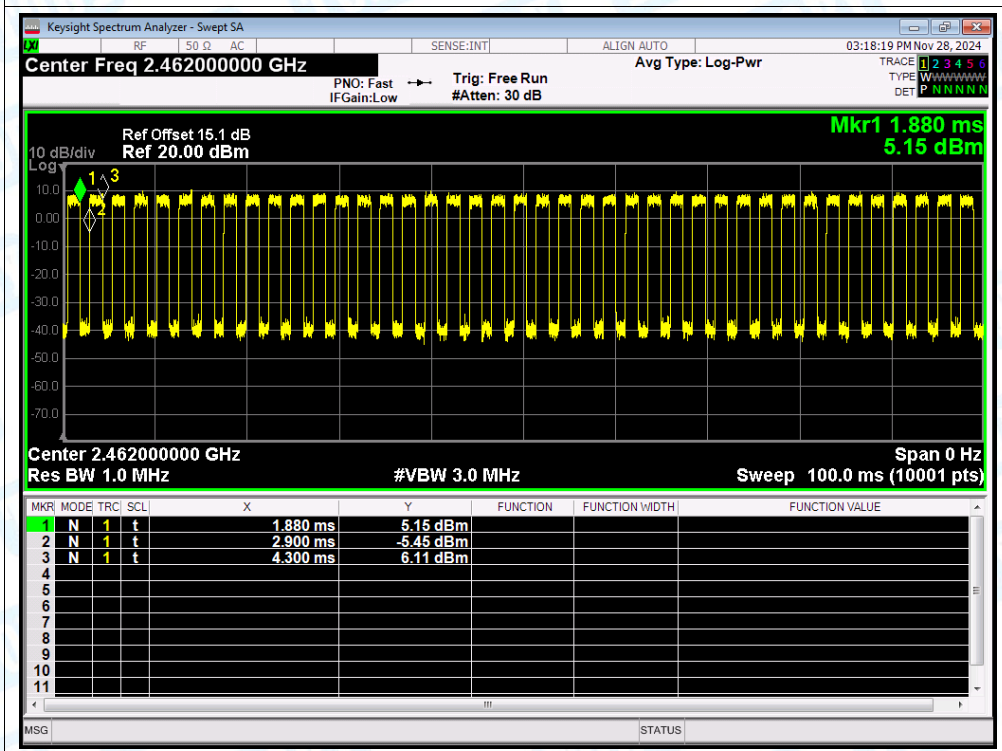 Keysight Spectrum Analyzer - Swept SA
LXI RF 50 Ω AC SENSE:INT ALIGN AUTO 03:18:19 PM Nov 28, 2024
Center Freq 2.462000000 GHz Avg Type: Log-Pwr TRACE 1 2 3 4 5 6
PNO: Fast Trig: Free Run TYPE WWWWWW
IFGain:Low #Atten: 30 dB DET P N N N N N
Mkr1 1.880 ms
Ref Offset 15.1 dB
10 dB/div Ref 20.00 dBm 5.15 dBm
Log
1 3
10.0
2
0.00
-10.0
-20.0
-30.0
-40.0
-50.0
-60.0
-70.0
Center 2.462000000 GHz Span 0 Hz
Res BW 1.0 MHz #VBW 3.0 MHz Sweep 100.0 ms (10001 pts)
MKR MODE TRC SCL X Y FUNCTION FUNCTION WIDTH FUNCTION VALUE
1 N 1 t 1.880 ms 5.15 dBm
2 N 1 t 2.900 ms -5.45 dBm
3 N 1 t 4.300 ms 6.11 dBm
4
5
6
7
8
9
10
11
MSG STATUS